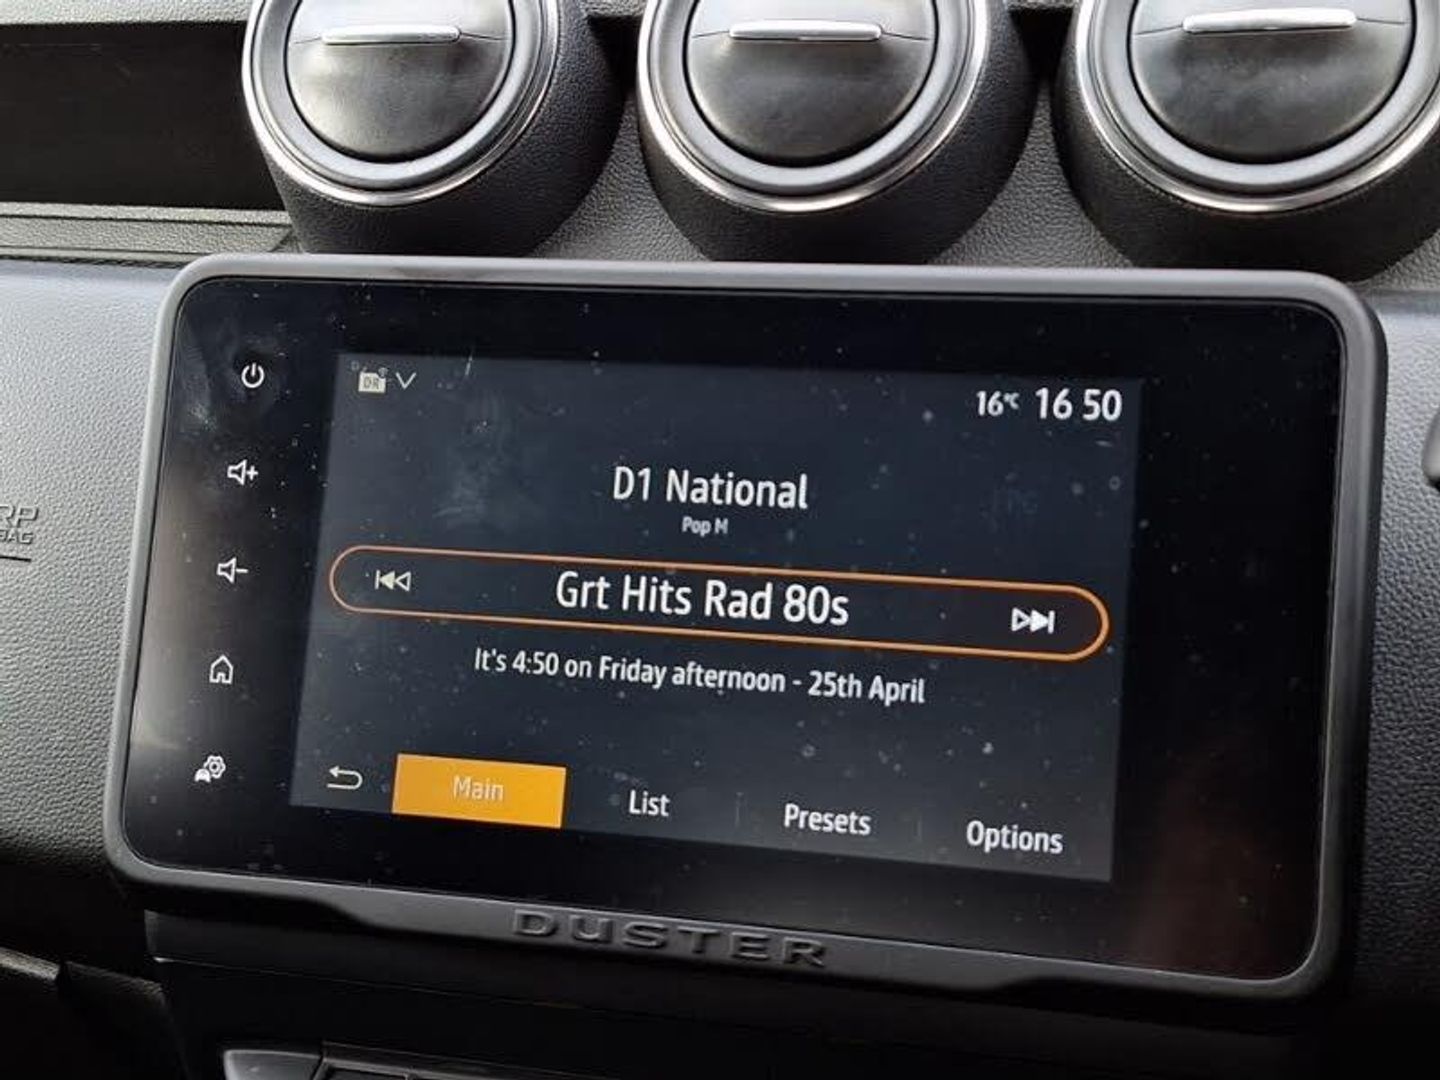 DR
16°C 16 50
D1 National
Pop M
Grt Hits Rad 80s
It's 4:50 on Friday afternoon - 25th April
Main List Presets Options
DUSTER